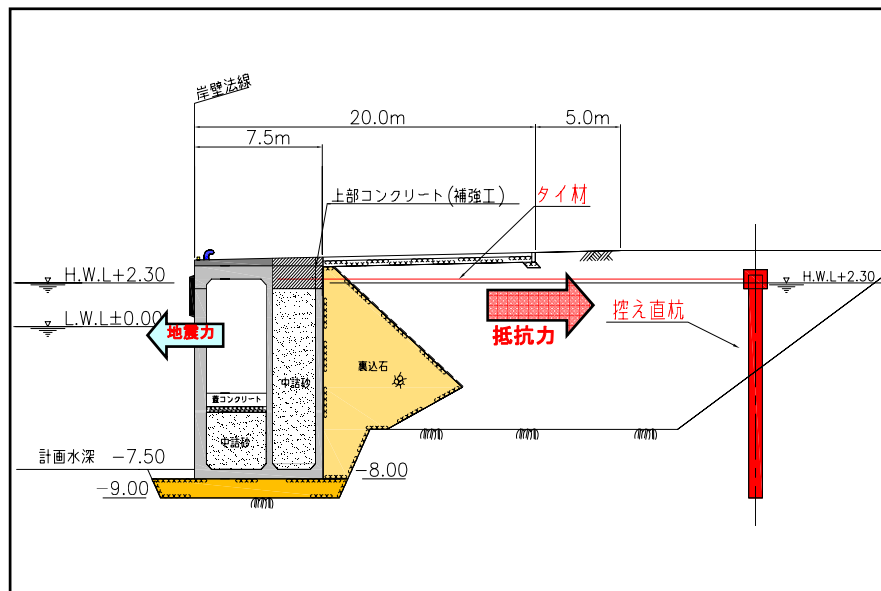 岸壁法線
20.0m
5.0m
7.5m
上部コンクリート(補強工)
タイ材
H.W.L+2.30
H.W.L+2.30
L.W.L±0.00
地震力
抵抗力
控え直杭
裏込石
中詰砂
蓋コンクリート
中詰砂
計画水深 -7.50
-8.00
-9.00